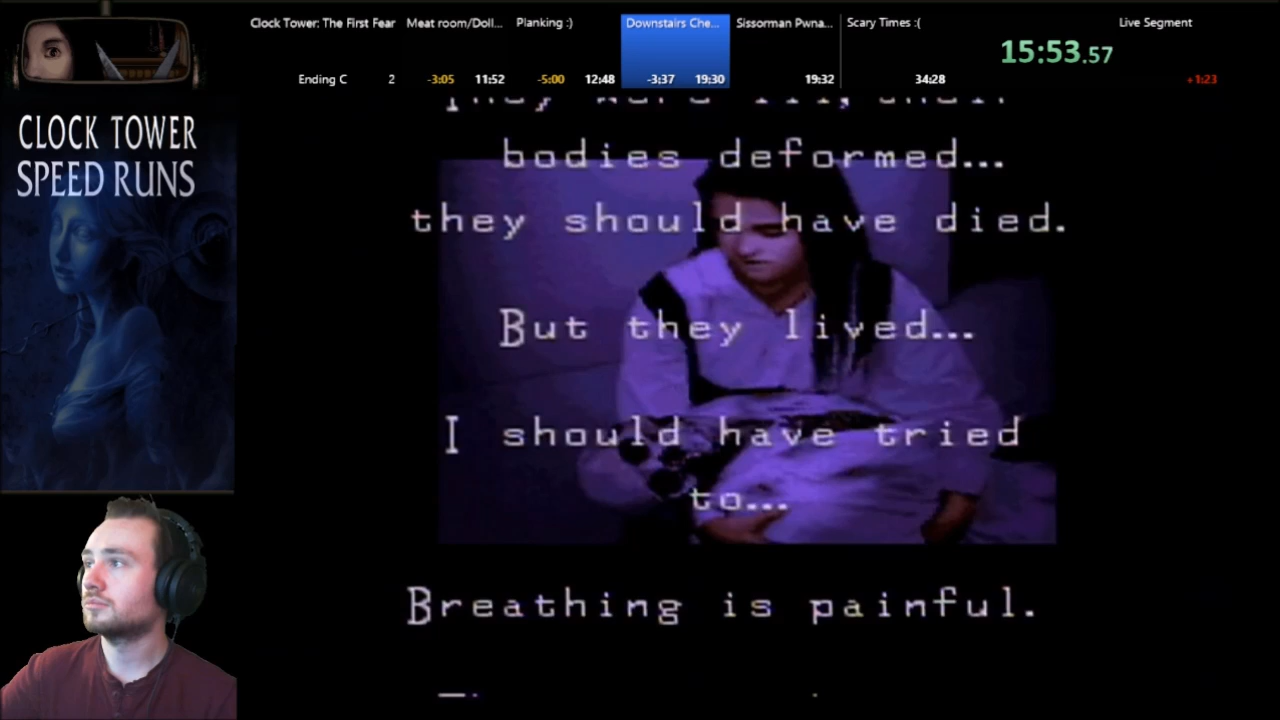 Clock Tower: The First Fear Meat room/Doll... Planking :) Downstairs Che... Sissorman Pwna... Scary Times :( Live Segment
15:53.57
Ending C 2 -3:05 11:52 -5:00 12:48 -3:37 19:30 19:32 34:28 +1:23
CLOCK TOWER
SPEED RUNS
bodies deformed...
they should have died.
But they lived...
I should have tried
to...
Breathing is painful.